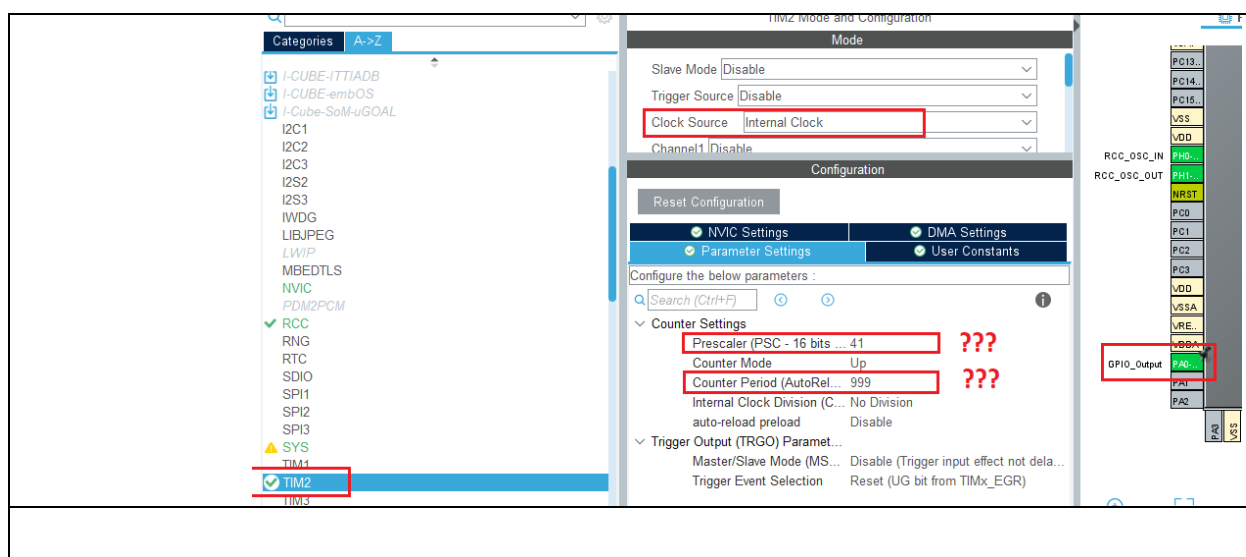 TIM2 Mode and Configuration
Categories A->Z
I-CUBE-ITTIADB
I-CUBE-embOS
I-Cube-SoM-uGOAL
I2C1
I2C2
I2C3
I2S2
I2S3
IWDG
LIBJPEG
LWIP
MBEDTLS
NVIC
PDM2PCM
RCC
RNG
RTC
SDIO
SPI1
SPI2
SPI3
SYS
TIM1
TIM2
TIM3
Mode
Slave Mode Disable
Trigger Source Disable
Clock Source Internal Clock
Channel1 Disable
Configuration
Reset Configuration
NVIC Settings DMA Settings
Parameter Settings User Constants
Configure the below parameters :
Search (Ctrl+F)
Counter Settings
Prescaler (PSC - 16 bits ... 41 ???
Counter Mode Up
Counter Period (AutoRel... 999 ???
Internal Clock Division (C... No Division
auto-reload preload Disable
Trigger Output (TRGO) Paramet...
Master/Slave Mode (MS... Disable (Trigger input effect not dela...
Trigger Event Selection Reset (UG bit from TIMx_EGR)
PC13..
PC14..
PC15..
VSS
VDD
RCC_OSC_IN PH0-..
RCC_OSC_OUT PH1-..
NRST
PC0
PC1
PC2
PC3
VDD
VSSA
VRE..
VDDA
GPIO_Output PA0-..
PA1
PA2
PA3
VSS